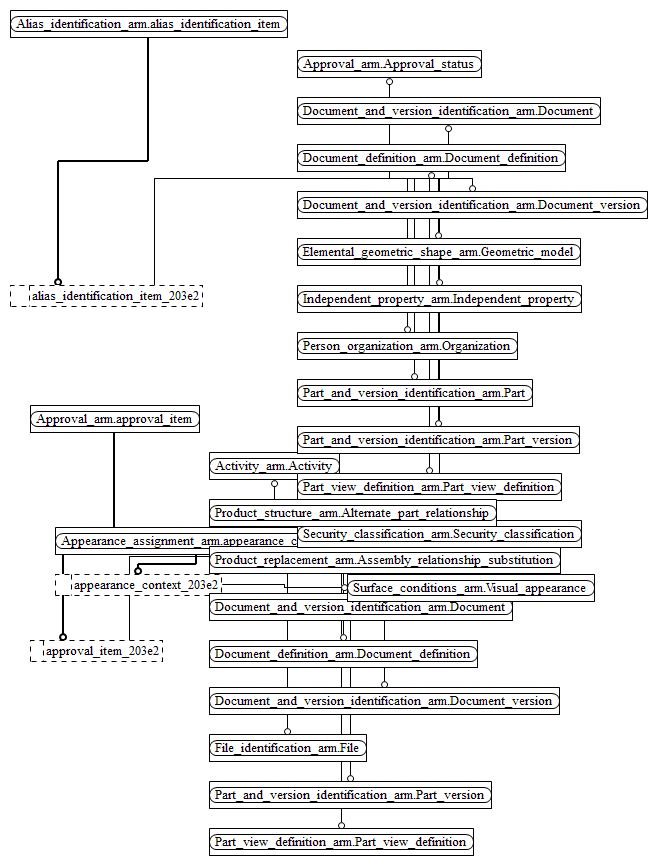 Alias_identification_arm.alias_identification_item
Approval_arm.Approval_status
Document_and_version_identification_arm.Document
Document_definition_arm.Document_definition
Document_and_version_identification_arm.Document_version
Elemental_geometric_shape_arm.Geometric_model
alias_identification_item_203e2
Independent_property_arm.Independent_property
Person_organization_arm.Organization
Part_and_version_identification_arm.Part
Approval_arm.approval_item
Part_and_version_identification_arm.Part_version
Activity_arm.Activity
Part_view_definition_arm.Part_view_definition
Product_structure_arm.Alternate_part_relationship
Appearance_assignment_arm.appearance_c
Security_classification_arm.Security_classification
Product_replacement_arm.Assembly_relationship_substitution
appearance_context_203e2
Surface_conditions_arm.Visual_appearance
Document_and_version_identification_arm.Document
approval_item_203e2
Document_definition_arm.Document_definition
Document_and_version_identification_arm.Document_version
File_identification_arm.File
Part_and_version_identification_arm.Part_version
Part_view_definition_arm.Part_view_definition